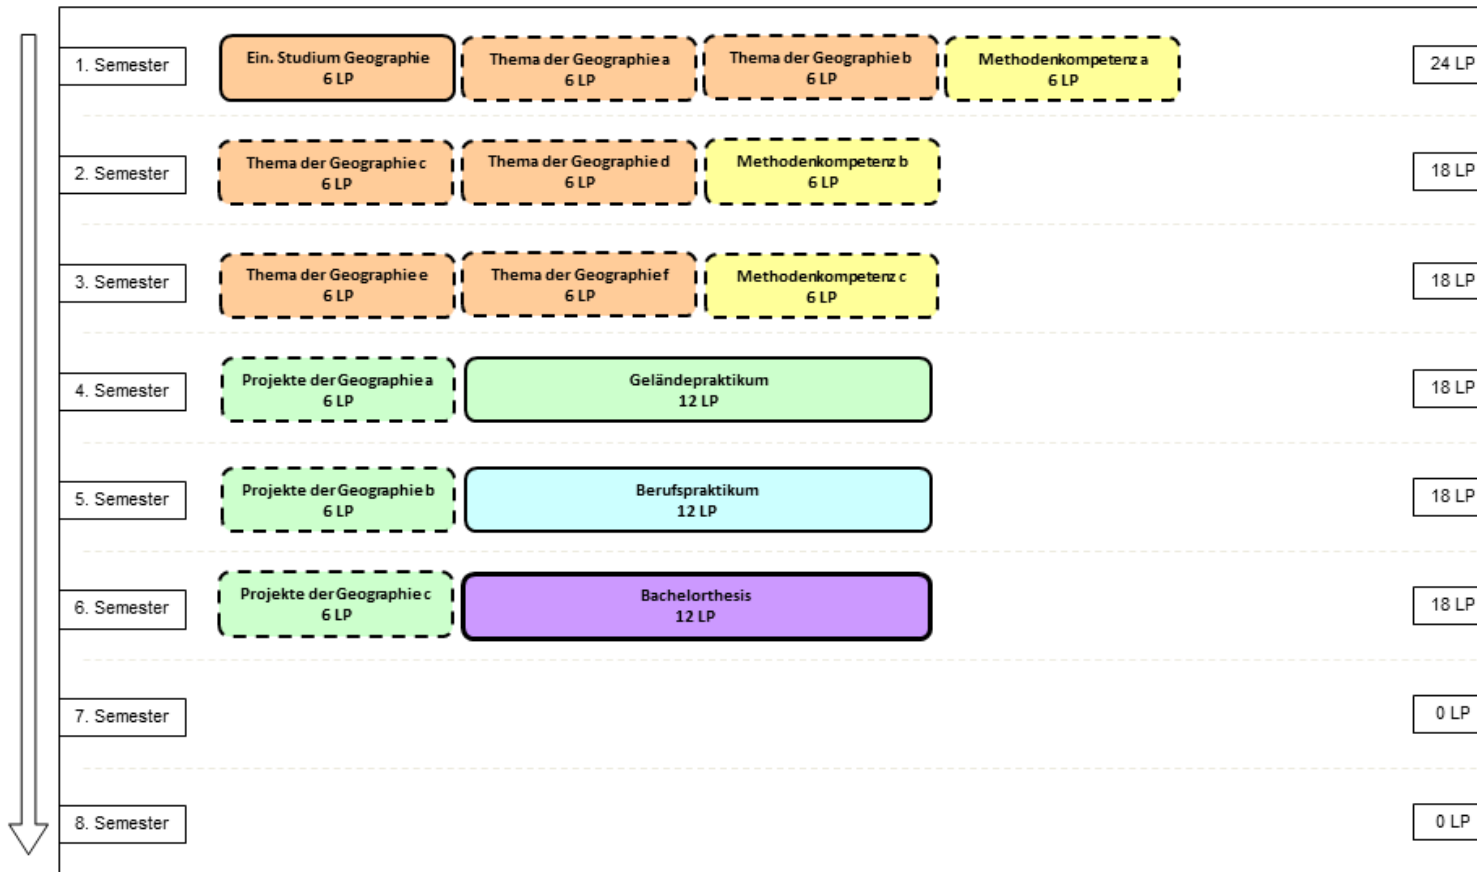 1. Semester
Ein. Studium Geographie
6 LP
Thema der Geographie a
6 LP
Thema der Geographie b
6 LP
Methodenkompetenz a
6 LP
24 LP
2. Semester
Thema der Geographie c
6 LP
Thema der Geographie d
6 LP
Methodenkompetenz b
6 LP
18 LP
3. Semester
Thema der Geographie e
6 LP
Thema der Geographie f
6 LP
Methodenkompetenz c
6 LP
18 LP
4. Semester
Projekte der Geographie a
6 LP
Geländepraktikum
12 LP
18 LP
5. Semester
Projekte der Geographie b
6 LP
Berufspraktikum
12 LP
18 LP
6. Semester
Projekte der Geographie c
6 LP
Bachelorthesis
12 LP
18 LP
7. Semester
0 LP
8. Semester
0 LP